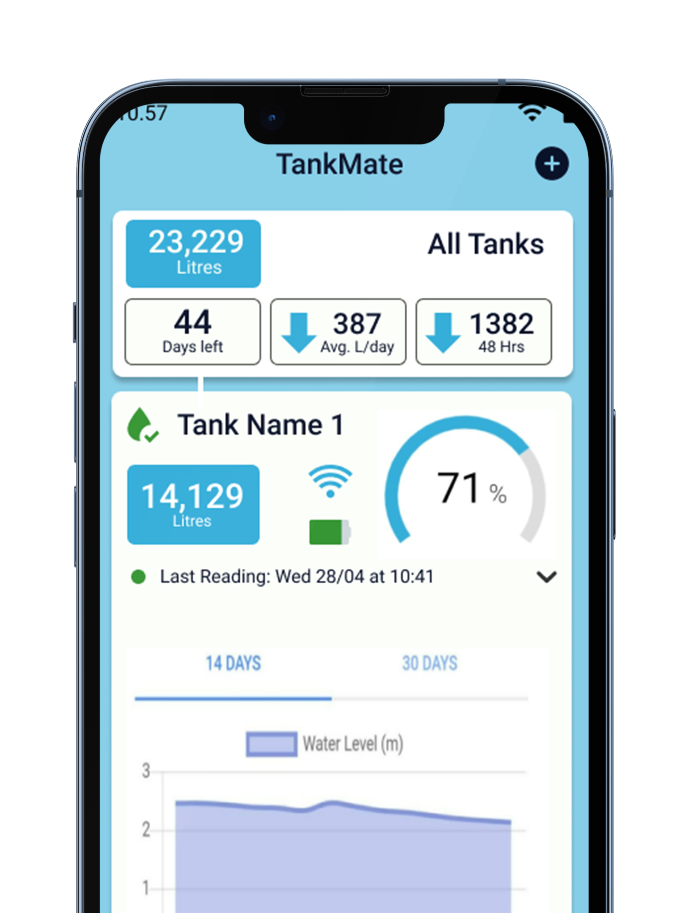 10.57
TankMate
23,229
Litres
All Tanks
44
Days left
387
Avg. L/day
1382
48 Hrs
Tank Name 1
14,129
Litres
71 %
Last Reading: Wed 28/04 at 10:41
14 DAYS
30 DAYS
Water Level (m)
3
2
1